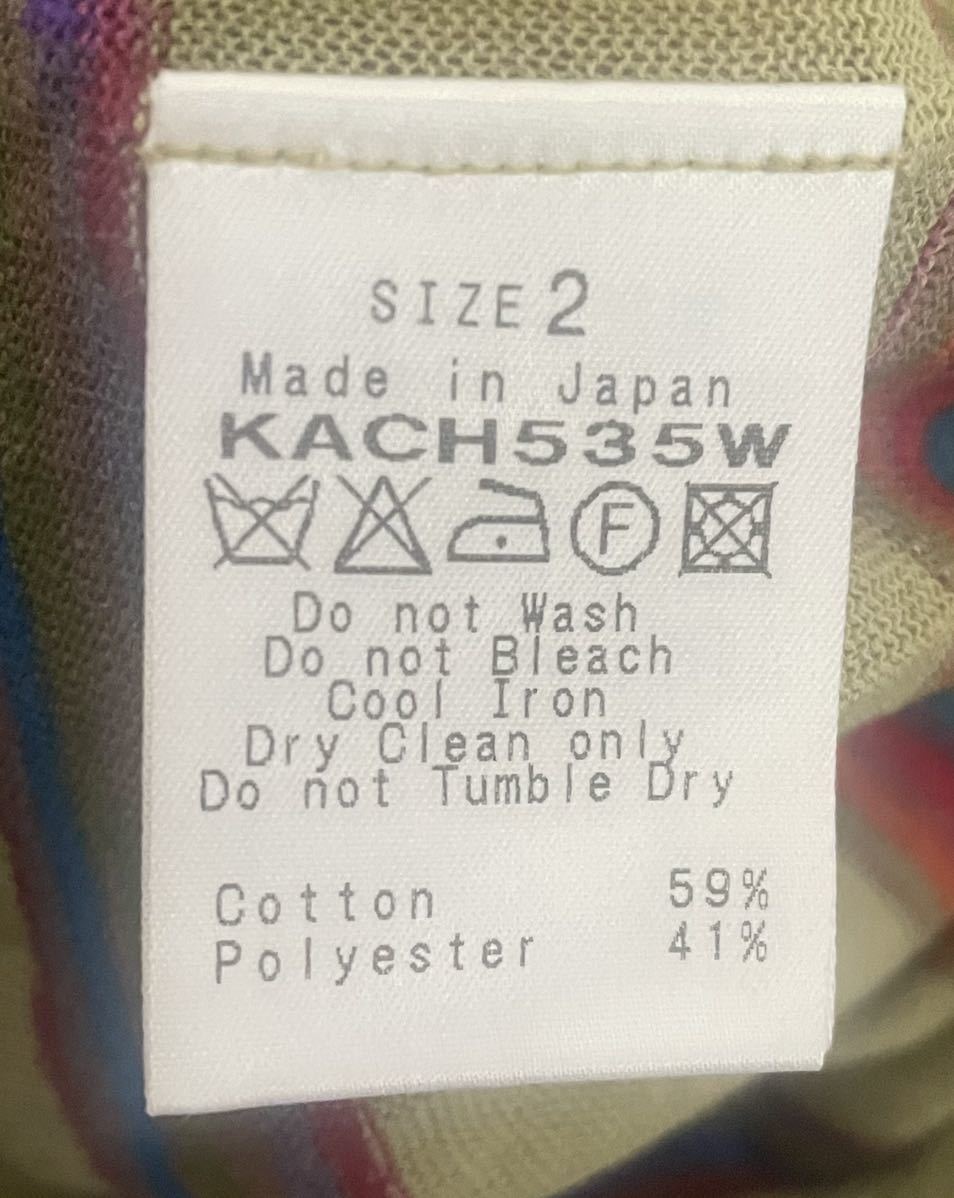 SIZE 2
Made in Japan
KACH535W
F
Do not Wash
Do not Bleach
Cool Iron
Dry Clean only
Do not Tumble Dry
Cotton 59%
Polyester 41%